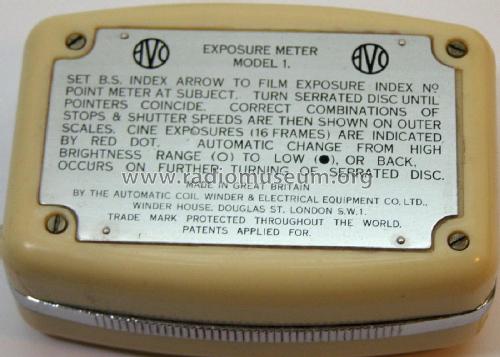 AVO EXPOSURE METER AVO
MODEL 1.
SET B.S. INDEX ARROW TO FILM EXPOSURE INDEX Nº
POINT METER AT SUBJECT. TURN SERRATED DISC UNTIL
POINTERS COINCIDE. CORRECT COMBINATIONS OF
STOPS & SHUTTER SPEEDS ARE THEN SHOWN ON OUTER
SCALES. CINE EXPOSURES (16 FRAMES) ARE INDICATED
BY RED DOT. AUTOMATIC CHANGE FROM HIGH
BRIGHTNESS RANGE (O) TO LOW (●), OR BACK,
OCCURS ON FURTHER TURNING OF SERRATED DISC.
www.radiomuseum.org
MADE IN GREAT BRITAIN
BY THE AUTOMATIC COIL WINDER & ELECTRICAL EQUIPMENT CO. LTD.,
WINDER HOUSE, DOUGLAS ST. LONDON S.W.1.
TRADE MARK PROTECTED THROUGHOUT THE WORLD.
PATENTS APPLIED FOR.